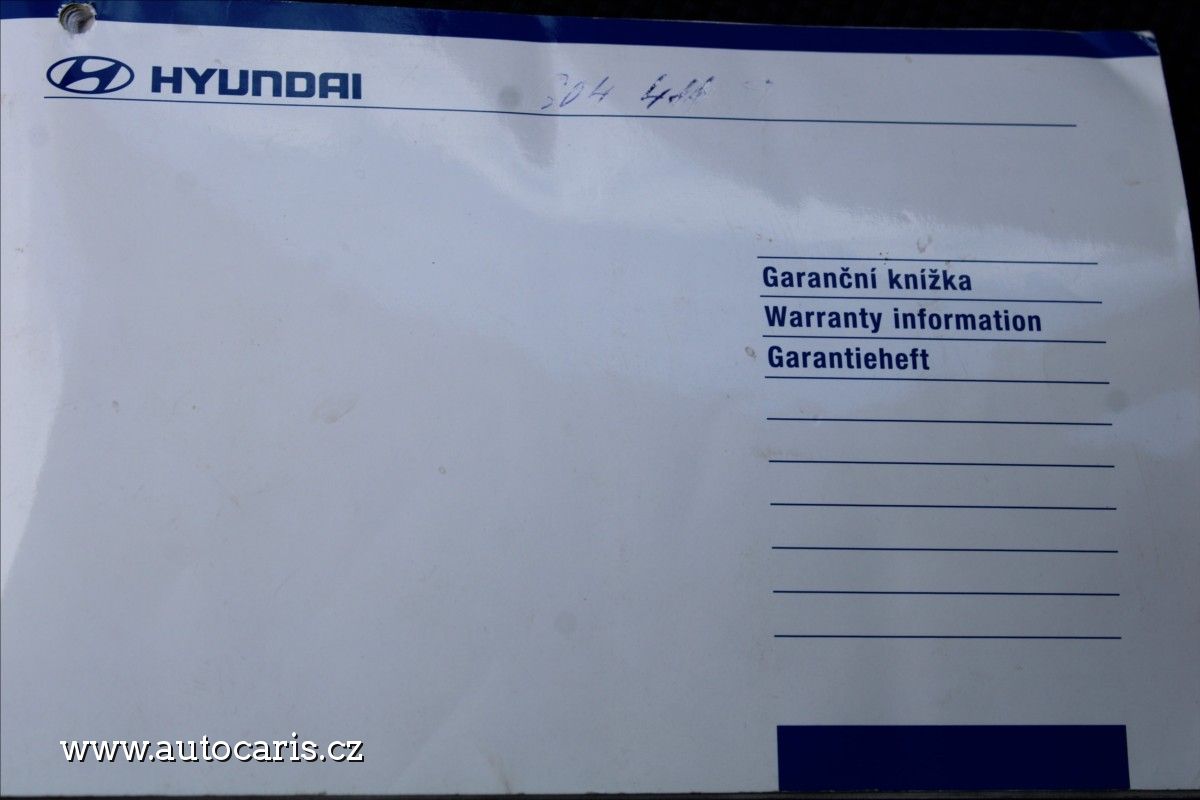 HYUNDAI
Garanční knížka
Warranty information
Garantieheft
www.autocaris.cz